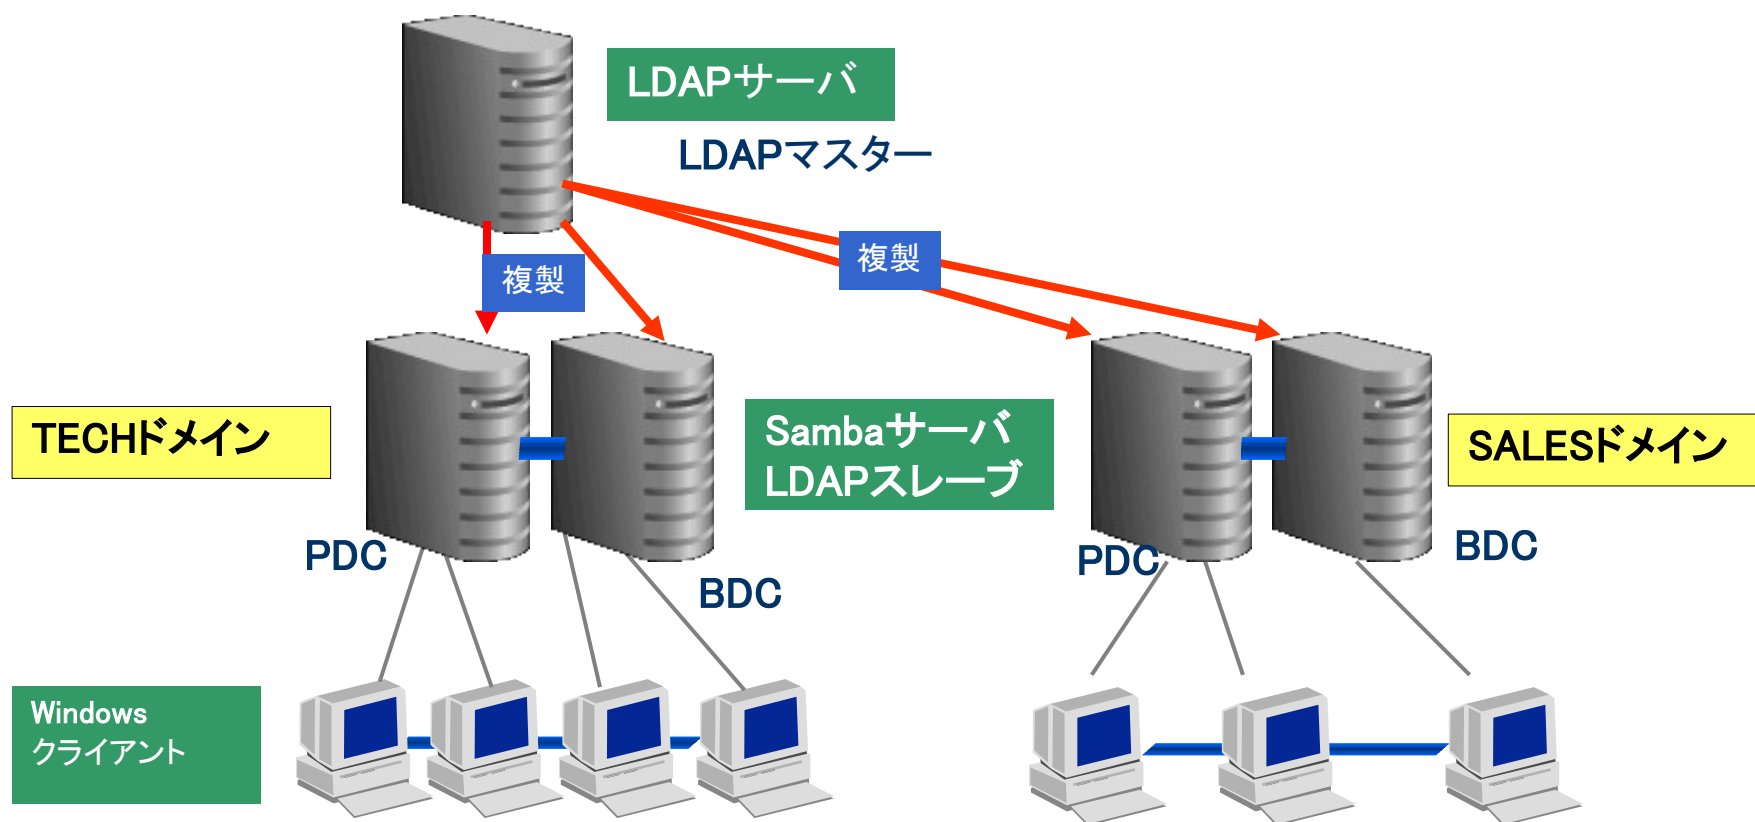 LDAPサーバ
LDAPマスター
複製
複製
TECHドメイン
Sambaサーバ
LDAPスレーブ
SALESドメイン
PDC
BDC
PDC
BDC
Windows
クライアント